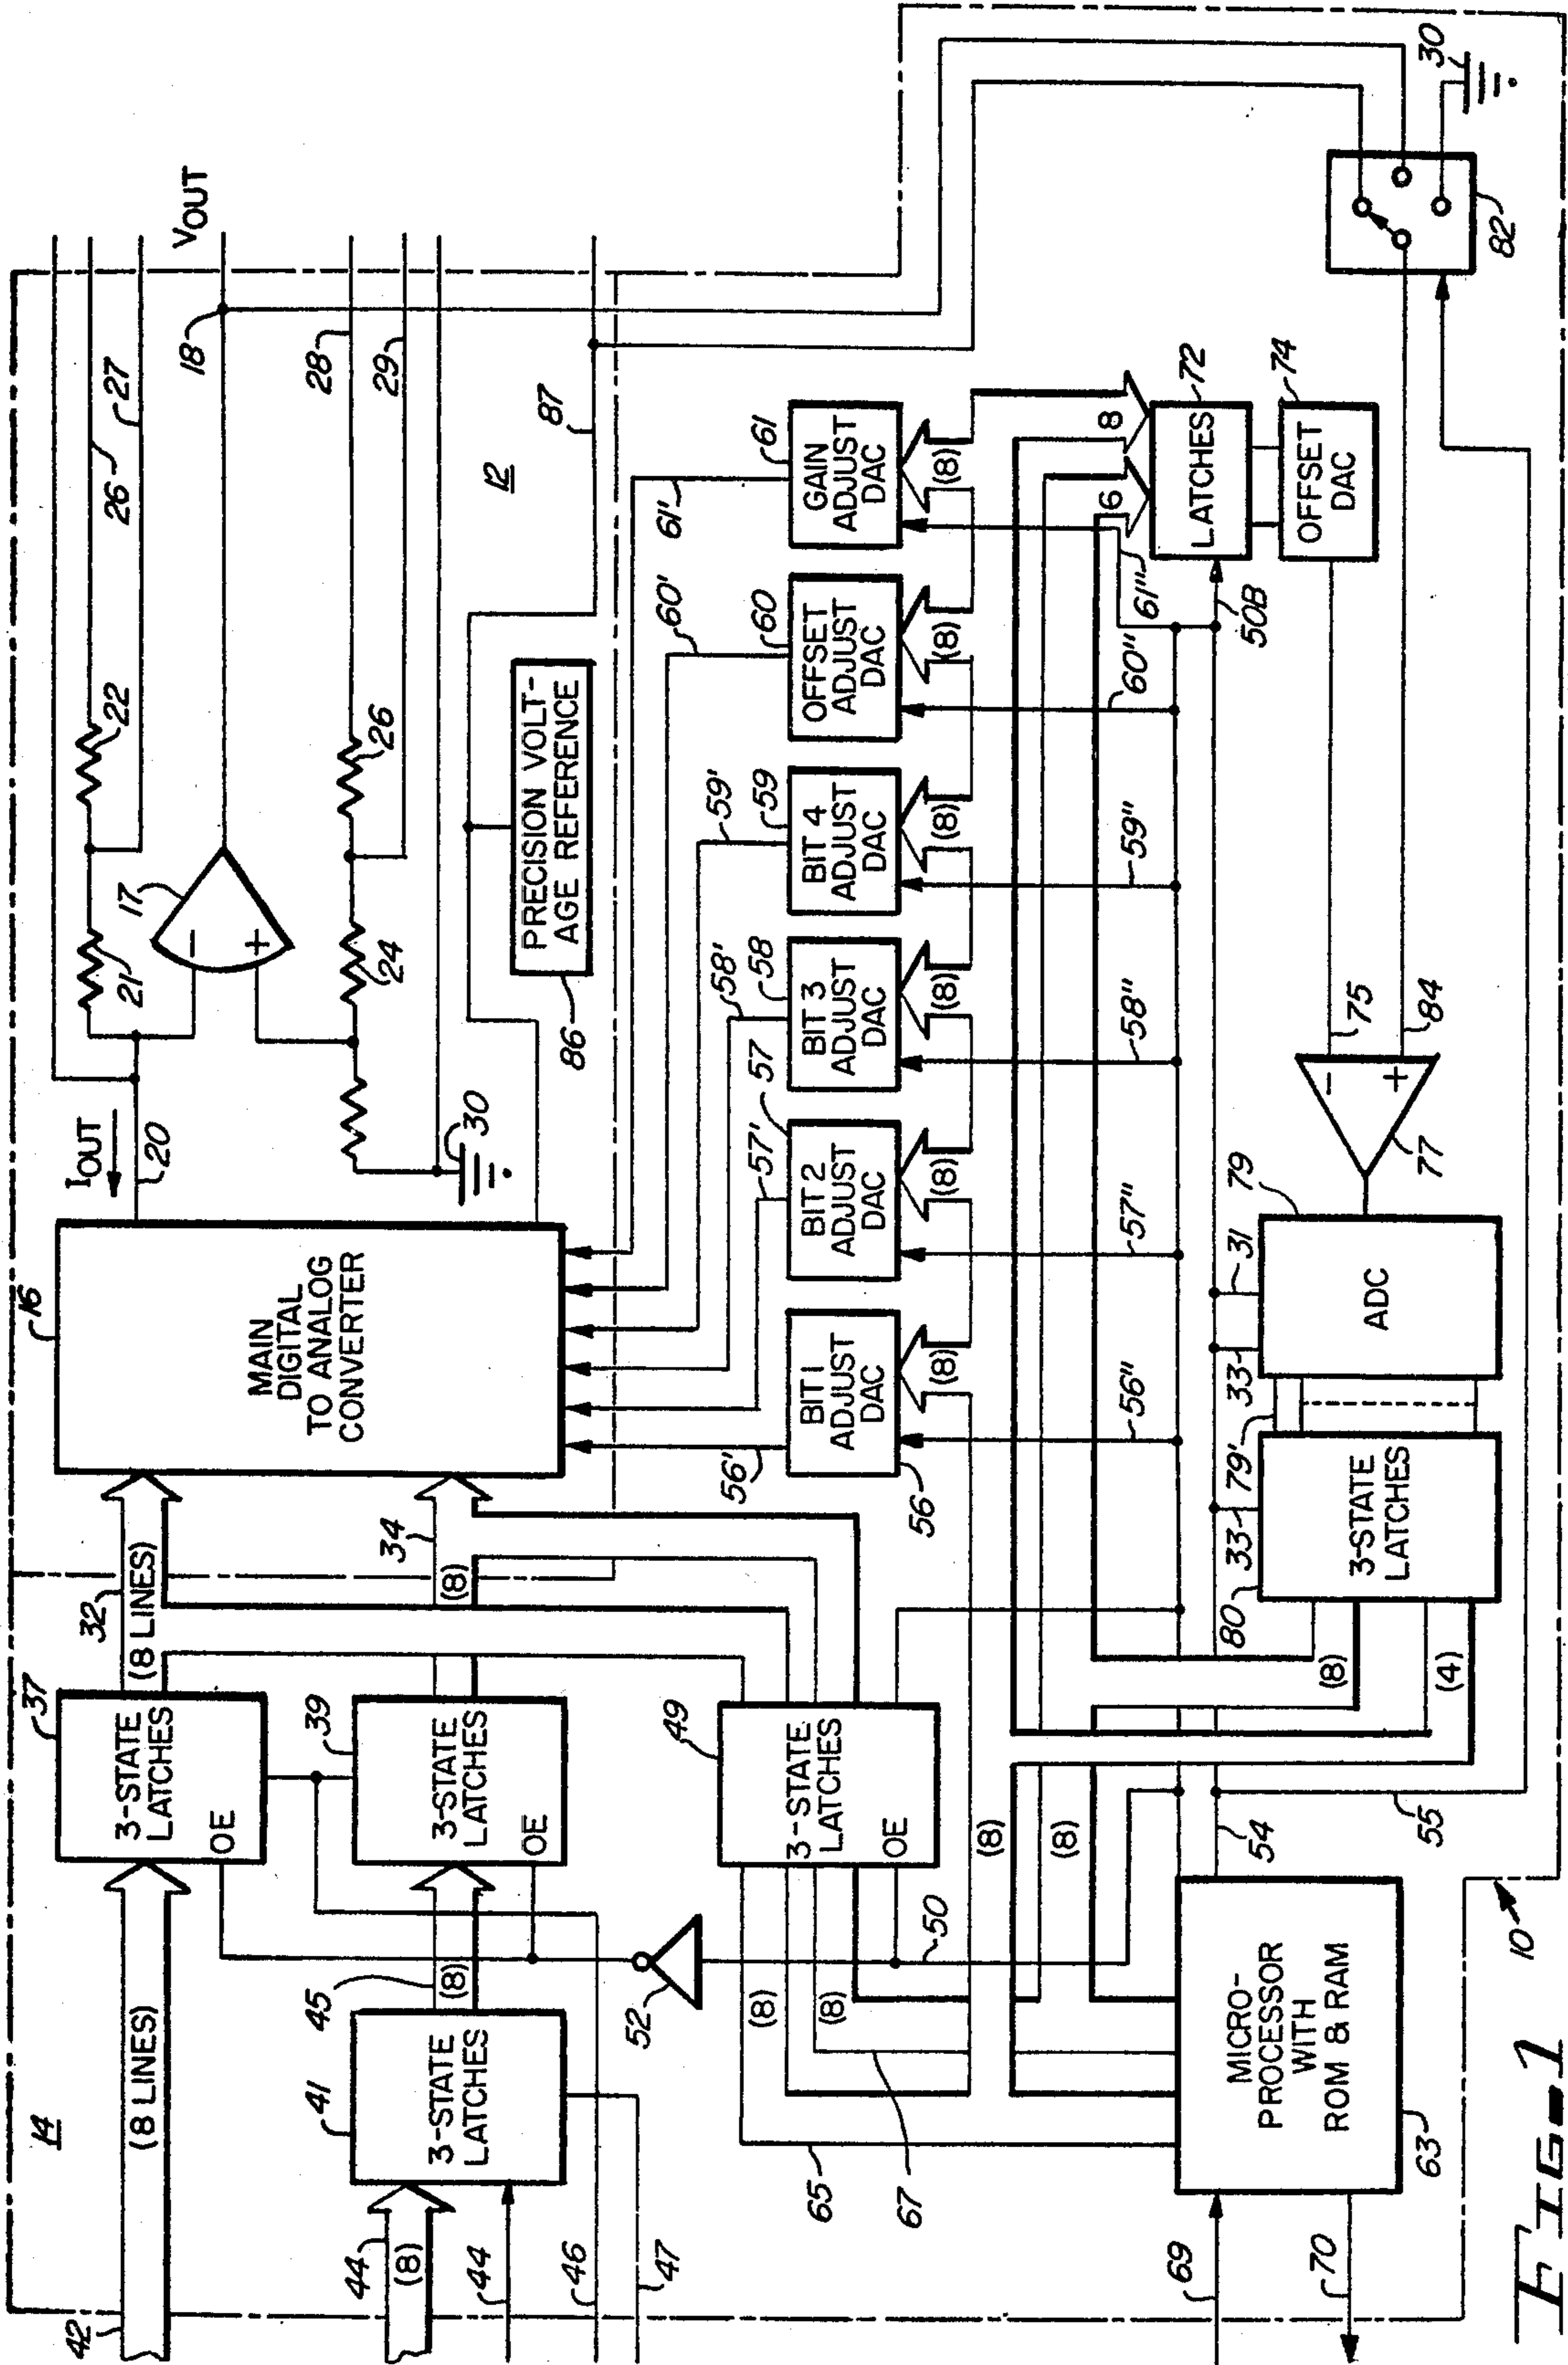 14
42
(8 LINES)
37
3-STATE
LATCHES
OE
32
(8 LINES)
16
MAIN
DIGITAL
TO ANALOG
CONVERTER
IOUT
20
21
22
26
27
17
-
+
18
VOUT
24
26
28
29
30
44
(8)
44
46
47
41
3-STATE
LATCHES
45
(8)
39
3-STATE
LATCHES
OE
34
(8)
86
PRECISION VOLT-
AGE REFERENCE
87
12
52
50
49
3-STATE
LATCHES
OE
(8)
(8)
65
67
(8)
(8)
56'
57'
58'
59'
60'
61'
56
BIT 1
ADJUST
DAC
57
BIT 2
ADJUST
DAC
58
BIT 3
ADJUST
DAC
59
BIT 4
ADJUST
DAC
60
OFFSET
ADJUST
DAC
61
GAIN
ADJUST
DAC
(8)
(8)
(8)
(8)
(8)
(8)
56"
57"
58"
59"
60"
61"
50B
6
8
72
LATCHES
74
OFFSET
DAC
69
70
63
MICRO-
PROCESSOR
WITH
ROM & RAM
54
55
(8)
(4)
80
33
3-STATE
LATCHES
79'
33
31
79
ADC
77
-
+
75
84
82
30
10
FIG-1